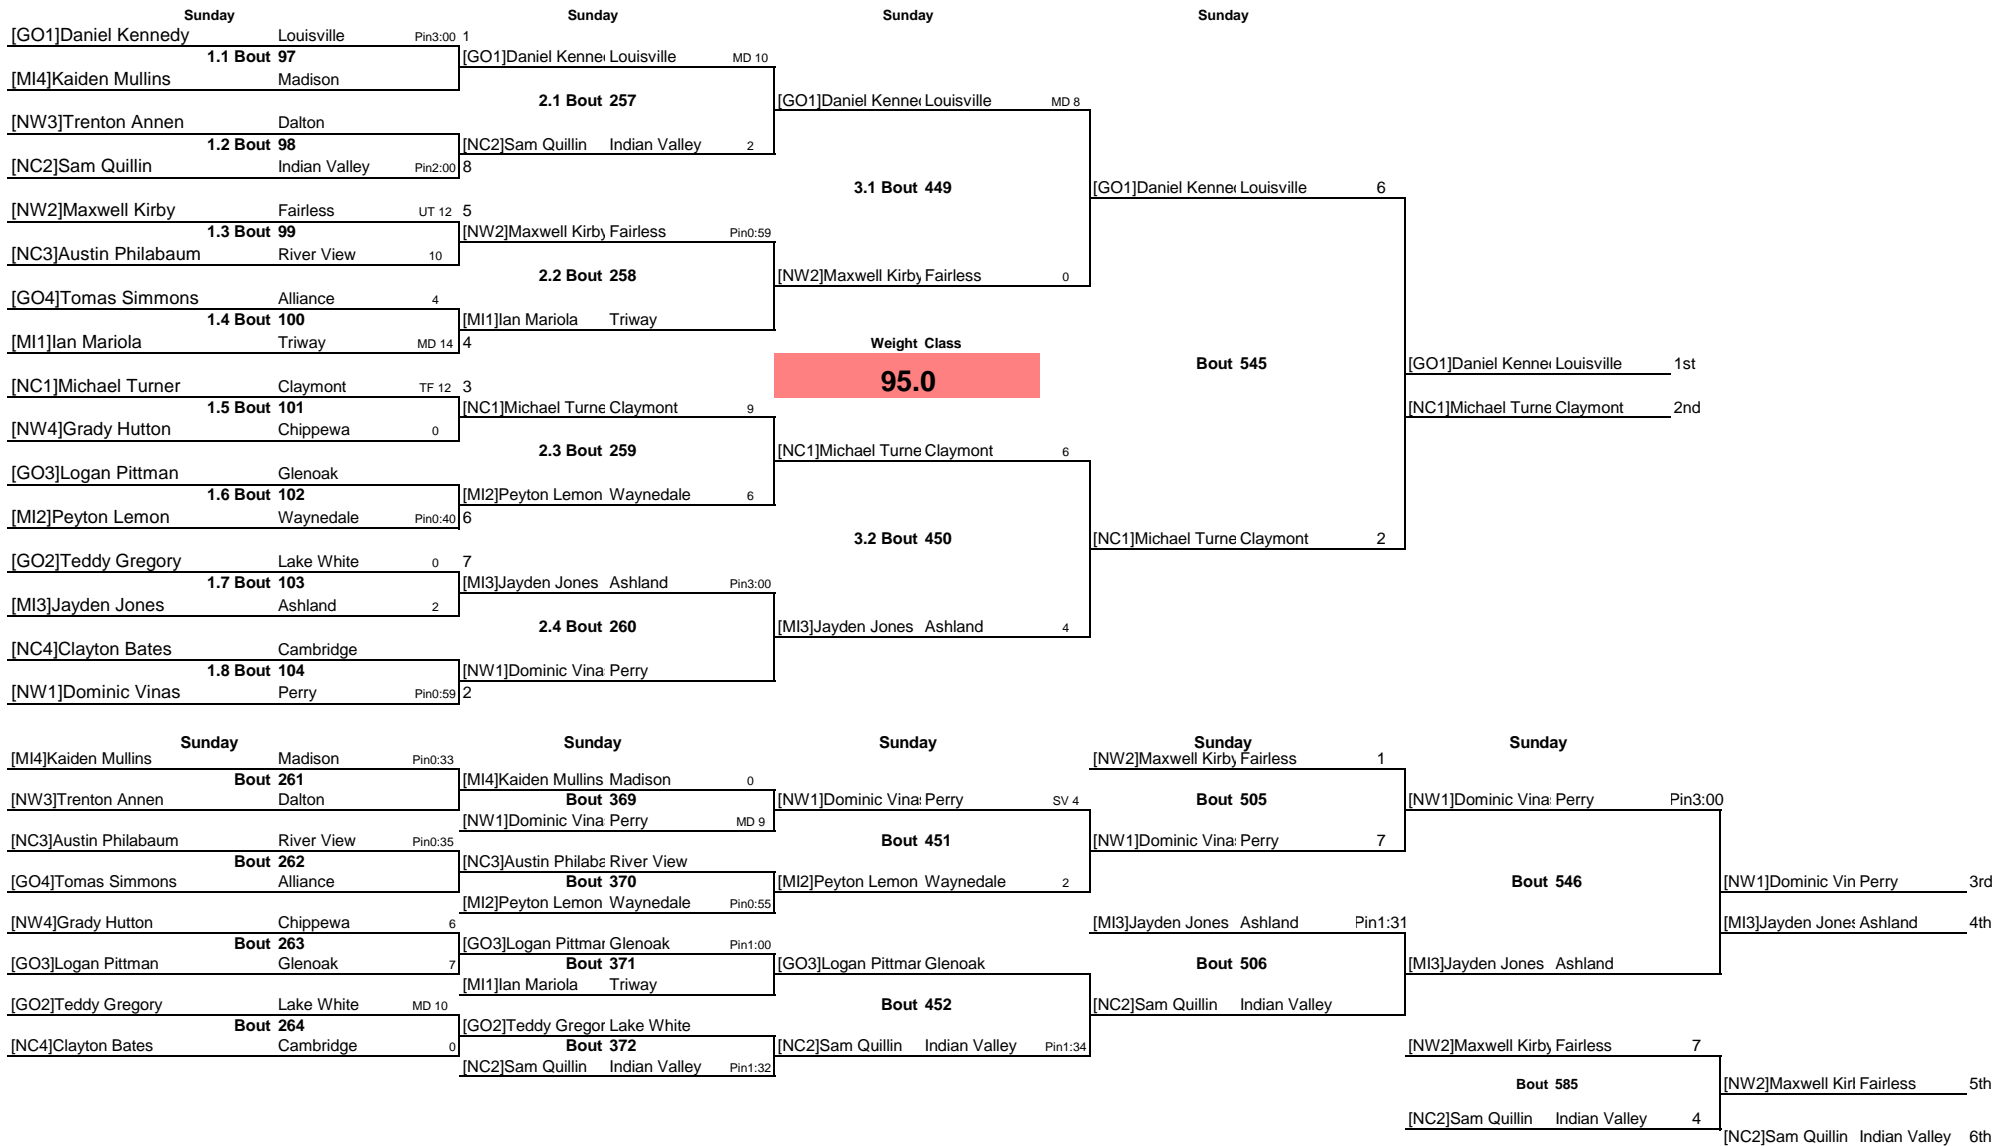 Sunday Sunday Sunday Sunday
[GO1]Daniel Kennedy Louisville Pin3:00 1
1.1 Bout 97 [GO1]Daniel Kenne Louisville MD 10
[MI4]Kaiden Mullins Madison
2.1 Bout 257 [GO1]Daniel Kenne Louisville MD 8
[NW3]Trenton Annen Dalton
1.2 Bout 98 [NC2]Sam Quillin Indian Valley 2
[NC2]Sam Quillin Indian Valley Pin2:00 8
3.1 Bout 449 [GO1]Daniel Kenne Louisville 6
[NW2]Maxwell Kirby Fairless UT 12 5
1.3 Bout 99 [NW2]Maxwell Kirby Fairless Pin0:59
[NC3]Austin Philabaum River View 10
2.2 Bout 258 [NW2]Maxwell Kirby Fairless 0
[GO4]Tomas Simmons Alliance 4
1.4 Bout 100 [MI1]Ian Mariola Triway
[MI1]Ian Mariola Triway MD 14 4 Weight Class
Bout 545 [GO1]Daniel Kenne Louisville 1st
[NC1]Michael Turner Claymont TF 12 3 95.0
1.5 Bout 101 [NC1]Michael Turne Claymont 9 [NC1]Michael Turne Claymont 2nd
[NW4]Grady Hutton Chippewa 0
2.3 Bout 259 [NC1]Michael Turne Claymont 6
[GO3]Logan Pittman Glenoak
1.6 Bout 102 [MI2]Peyton Lemon Waynedale 6
[MI2]Peyton Lemon Waynedale Pin0:40 6
3.2 Bout 450 [NC1]Michael Turne Claymont 2
[GO2]Teddy Gregory Lake White 0 7
1.7 Bout 103 [MI3]Jayden Jones Ashland Pin3:00
[MI3]Jayden Jones Ashland 2
2.4 Bout 260 [MI3]Jayden Jones Ashland 4
[NC4]Clayton Bates Cambridge
1.8 Bout 104 [NW1]Dominic Vina Perry
[NW1]Dominic Vinas Perry Pin0:59 2
Sunday Sunday Sunday Sunday Sunday
[MI4]Kaiden Mullins Madison Pin0:33 [NW2]Maxwell Kirby Fairless 1
Bout 261 [MI4]Kaiden Mullins Madison 0
[NW3]Trenton Annen Dalton Bout 369 [NW1]Dominic Vina Perry SV 4 Bout 505 [NW1]Dominic Vina Perry Pin3:00
[NW1]Dominic Vina Perry MD 9
[NC3]Austin Philabaum River View Pin0:35 Bout 451 [NW1]Dominic Vina Perry 7
Bout 262 [NC3]Austin Philaba River View
[GO4]Tomas Simmons Alliance Bout 370 [MI2]Peyton Lemon Waynedale 2 Bout 546 [NW1]Dominic Vin Perry 3rd
[MI2]Peyton Lemon Waynedale Pin0:55
[NW4]Grady Hutton Chippewa 6 [MI3]Jayden Jones Ashland Pin1:31 [MI3]Jayden Jones Ashland 4th
Bout 263 [GO3]Logan Pittmar Glenoak Pin1:00
[GO3]Logan Pittman Glenoak 7 Bout 371 [GO3]Logan Pittmar Glenoak Bout 506 [MI3]Jayden Jones Ashland
[MI1]Ian Mariola Triway
[GO2]Teddy Gregory Lake White MD 10 Bout 452 [NC2]Sam Quillin Indian Valley
Bout 264 [GO2]Teddy Gregor Lake White
[NC4]Clayton Bates Cambridge 0 Bout 372 [NC2]Sam Quillin Indian Valley Pin1:34 [NW2]Maxwell Kirby Fairless 7
[NC2]Sam Quillin Indian Valley Pin1:32
Bout 585 [NW2]Maxwell Kirl Fairless 5th
[NC2]Sam Quillin Indian Valley 4
[NC2]Sam Quillin Indian Valley 6th